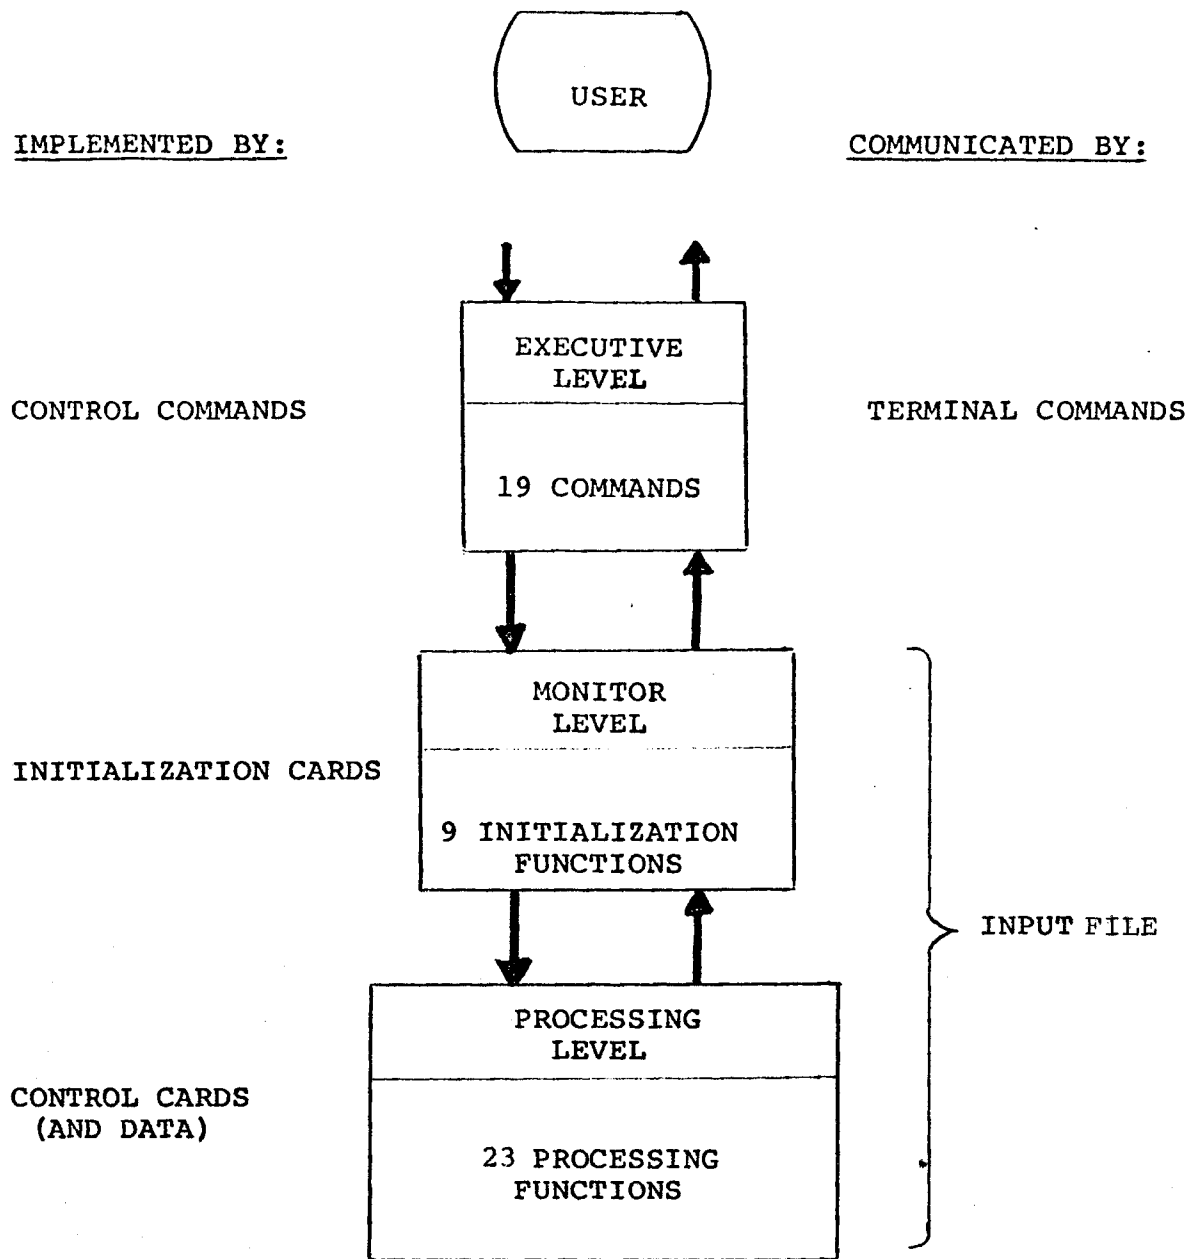 USER
IMPLEMENTED BY:
COMMUNICATED BY:
EXECUTIVE
LEVEL
CONTROL COMMANDS
TERMINAL COMMANDS
19 COMMANDS
MONITOR
LEVEL
INITIALIZATION CARDS
9 INITIALIZATION
FUNCTIONS
INPUT FILE
PROCESSING
LEVEL
CONTROL CARDS
(AND DATA)
23 PROCESSING
FUNCTIONS